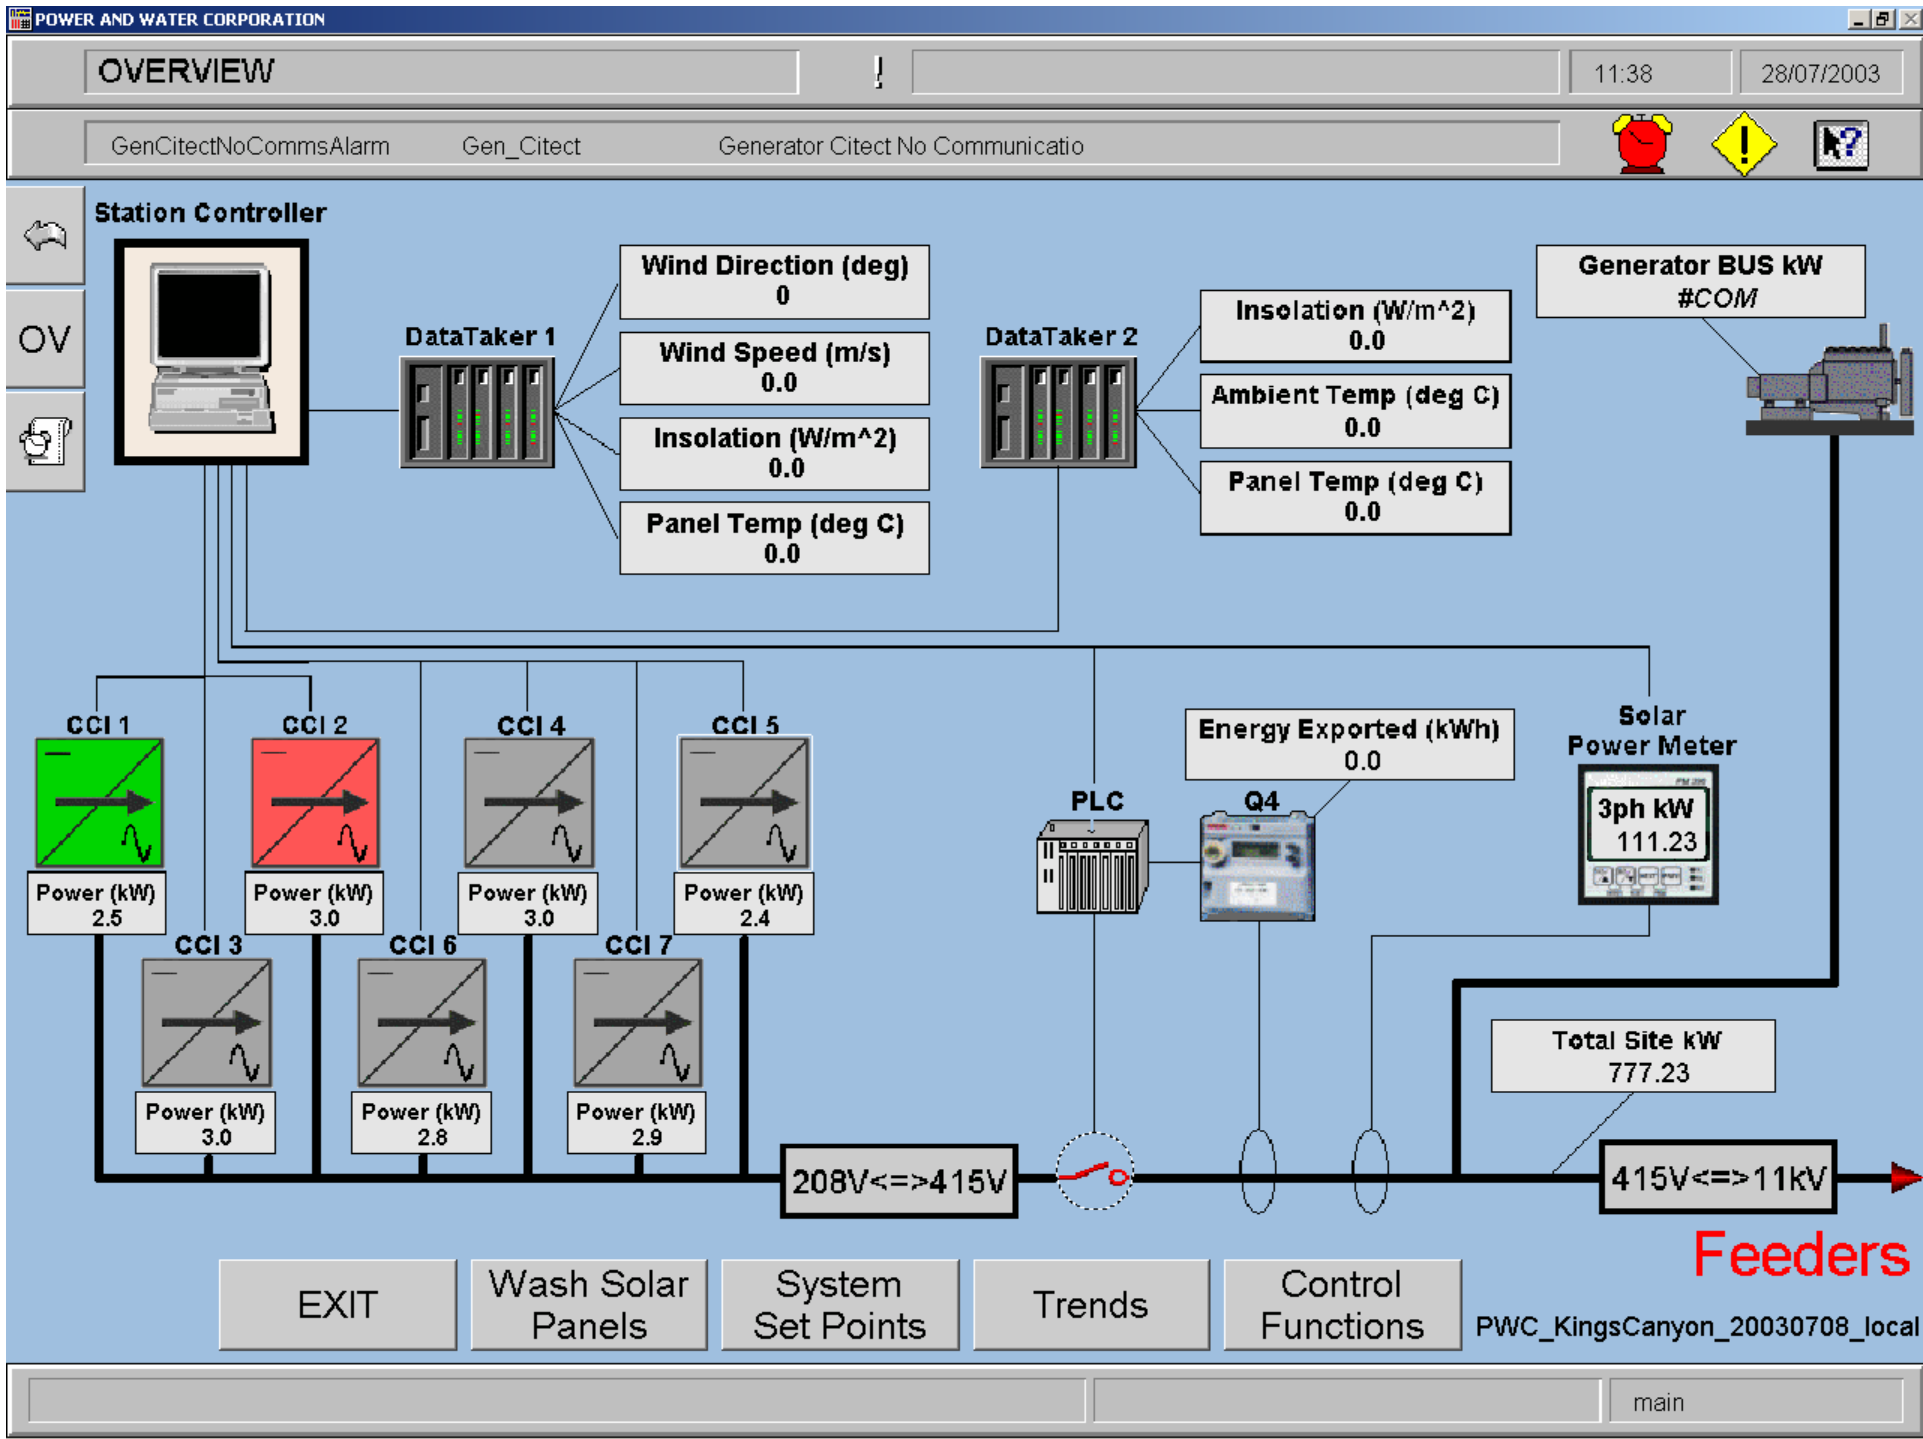 POWER AND WATER CORPORATION
OVERVIEW
!
11:38
28/07/2003
GenCitectNoCommsAlarm Gen_Citect Generator Citect No Communicatio
Station Controller
OV
DataTaker 1
Wind Direction (deg)
0
Wind Speed (m/s)
0.0
Insolation (W/m^2)
0.0
Panel Temp (deg C)
0.0
DataTaker 2
Insolation (W/m^2)
0.0
Ambient Temp (deg C)
0.0
Panel Temp (deg C)
0.0
Generator BUS kW
#COM
CCI 1
Power (kW)
2.5
CCI 2
Power (kW)
3.0
CCI 4
Power (kW)
3.0
CCI 5
Power (kW)
2.4
CCI 3
Power (kW)
3.0
CCI 6
Power (kW)
2.8
CCI 7
Power (kW)
2.9
PLC
Q4
Energy Exported (kWh)
0.0
Solar
Power Meter
3ph kW
111.23
Total Site kW
777.23
208V<=>415V
415V<=>11kV
Feeders
EXIT
Wash Solar
Panels
System
Set Points
Trends
Control
Functions
PWC_KingsCanyon_20030708_local
main